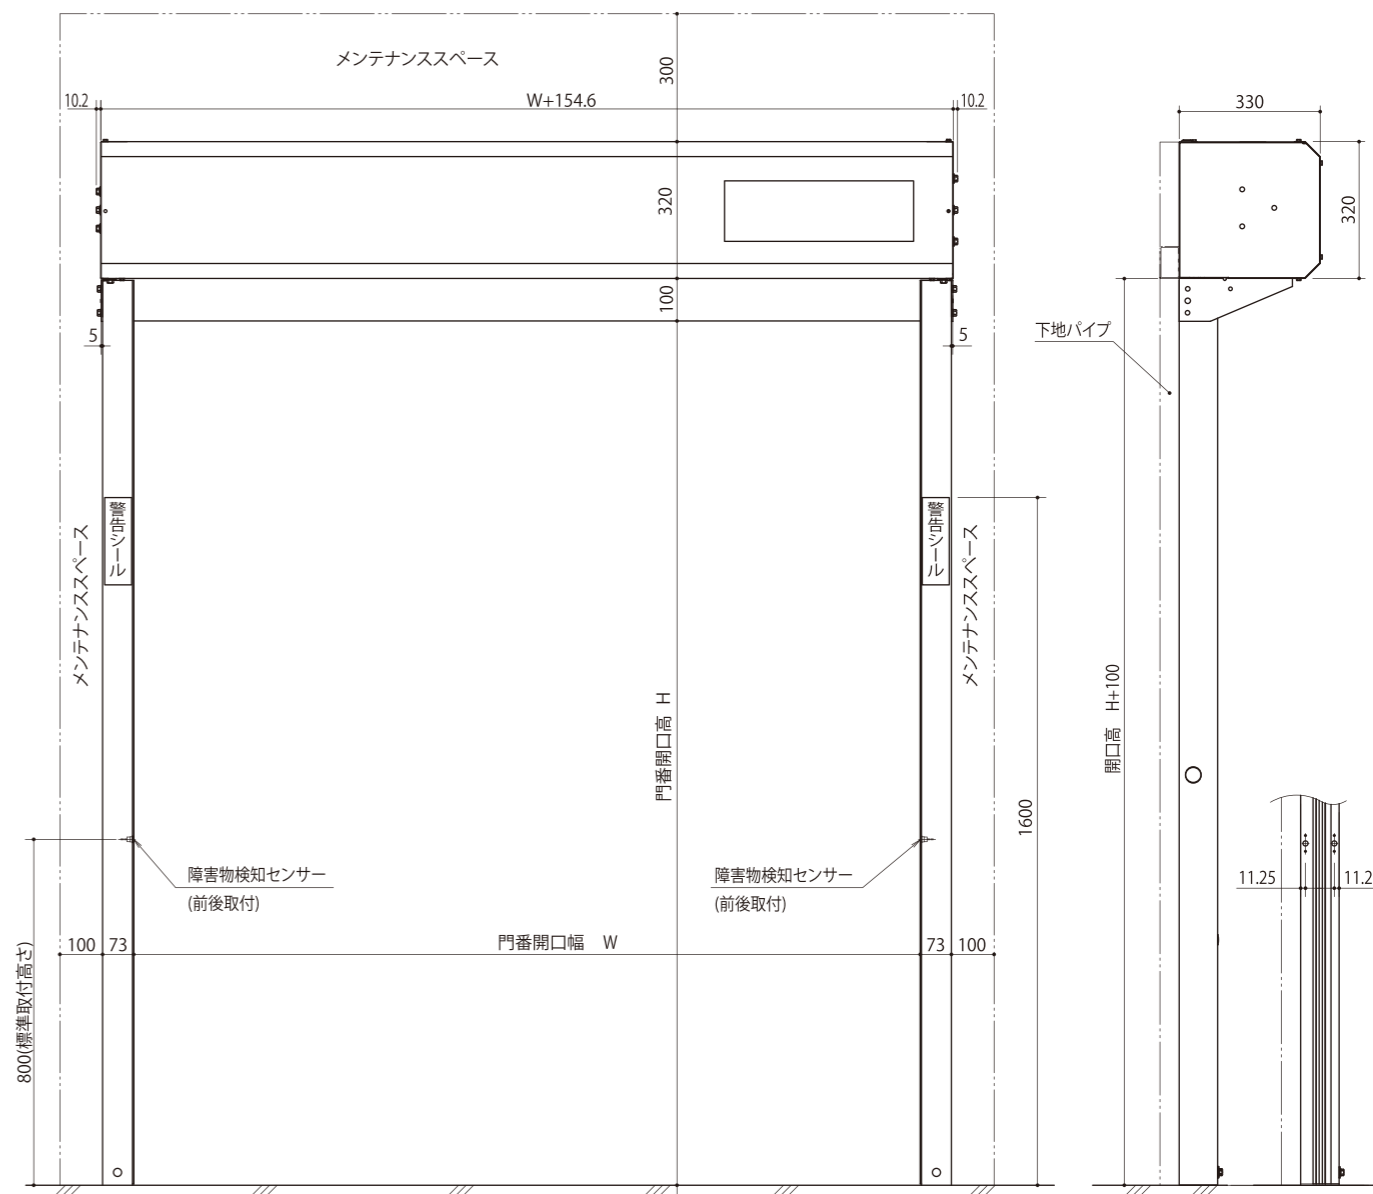 メンテナンススペース
300
10.2
W+154.6
10.2
330
320
320
100
5
5
下地パイプ
警告シール
警告シール
メンテナンススペース
メンテナンススペース
門番開口高 H
開口高 H+100
1600
障害物検知センサー
(前後取付)
障害物検知センサー
(前後取付)
11.25
11.2
100
73
門番開口幅 W
73
100
800(標準取付高さ)